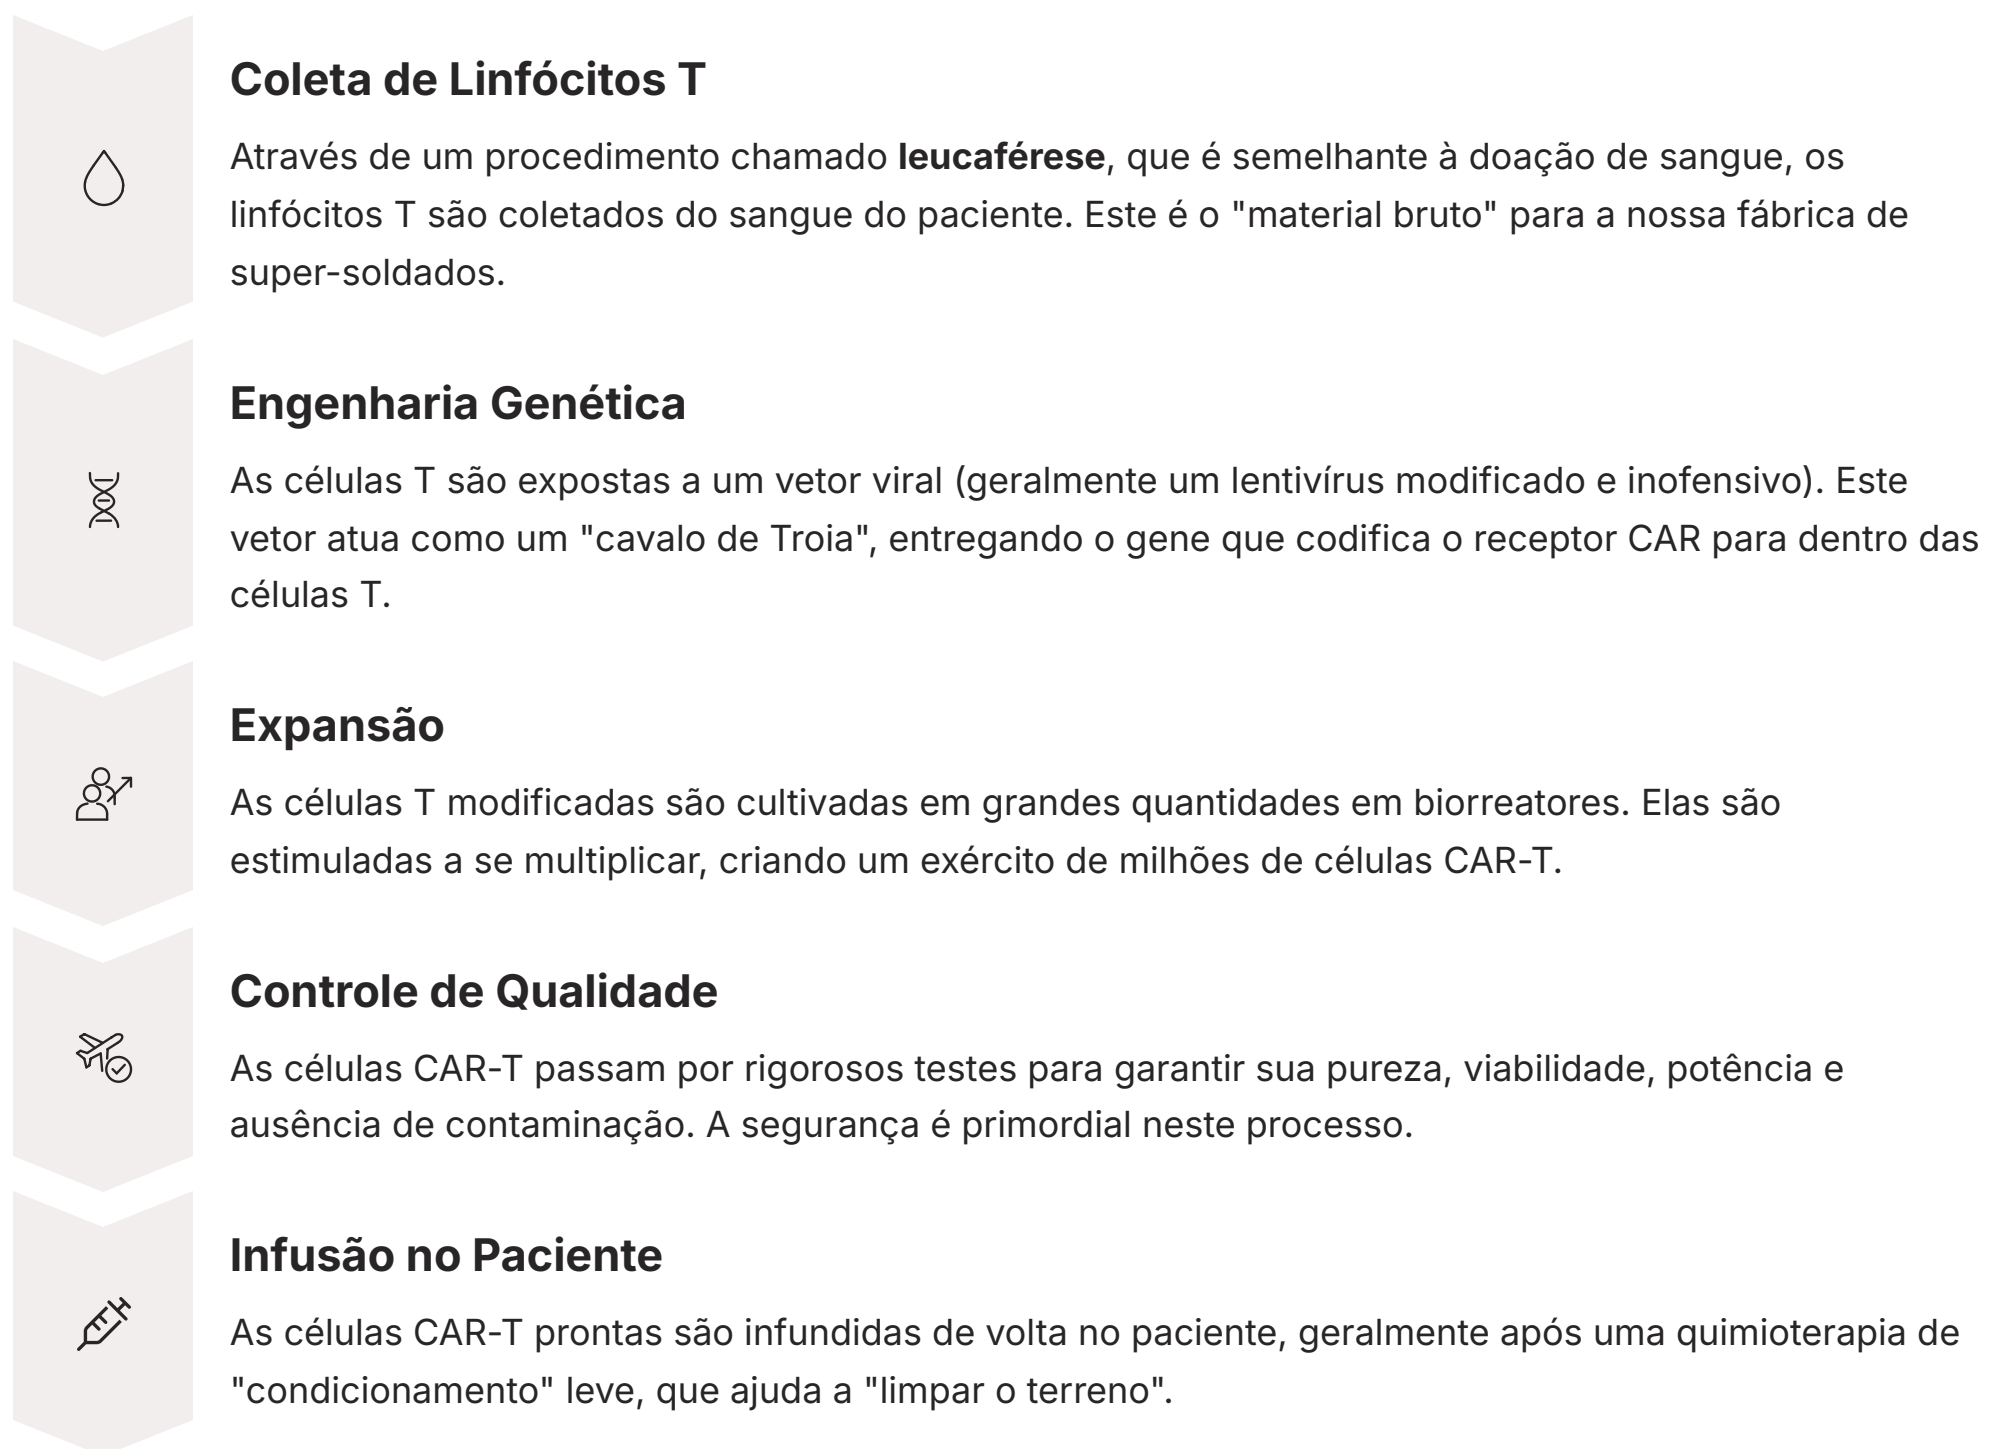 Coleta de Linfócitos T
Através de um procedimento chamado leucaférese, que é semelhante à doação de sangue, os
linfócitos T são coletados do sangue do paciente. Este é o "material bruto" para a nossa fábrica de
super-soldados.
Engenharia Genética
As células T são expostas a um vetor viral (geralmente um lentivírus modificado e inofensivo). Este
vetor atua como um "cavalo de Troia", entregando o gene que codifica o receptor CAR para dentro das
células T.
Expansão
As células T modificadas são cultivadas em grandes quantidades em biorreatores. Elas são
estimuladas a se multiplicar, criando um exército de milhões de células CAR-T.
Controle de Qualidade
As células CAR-T passam por rigorosos testes para garantir sua pureza, viabilidade, potência e
ausência de contaminação. A segurança é primordial neste processo.
Infusão no Paciente
As células CAR-T prontas são infundidas de volta no paciente, geralmente após uma quimioterapia de
"condicionamento" leve, que ajuda a "limpar o terreno".